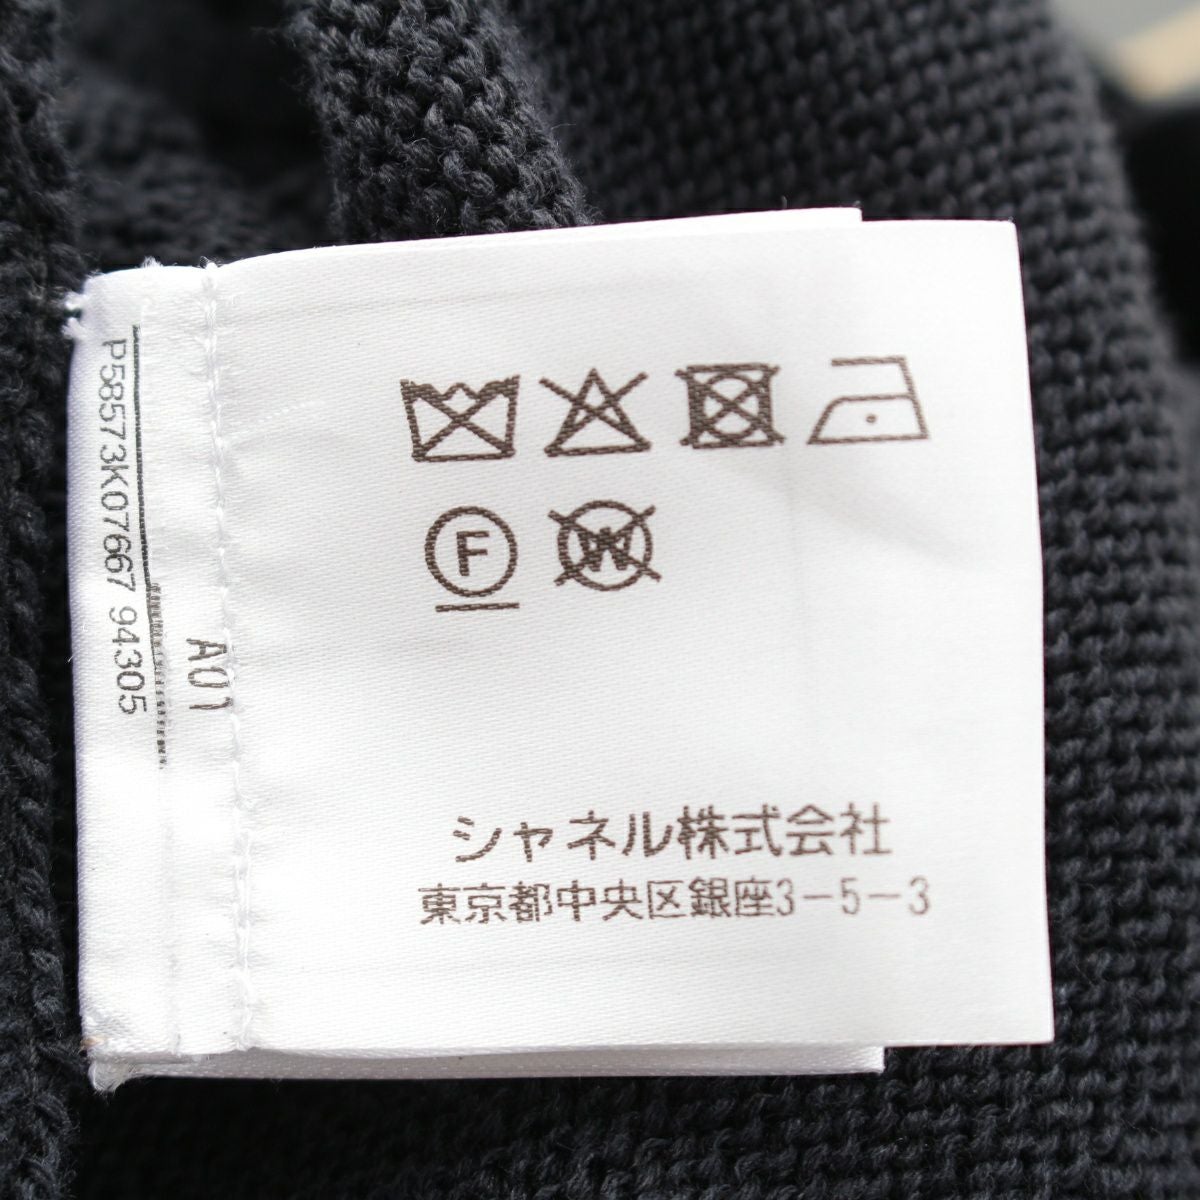 P58573K07667 94305
A01
F
W
シャネル株式会社
東京都中央区銀座3-5-3